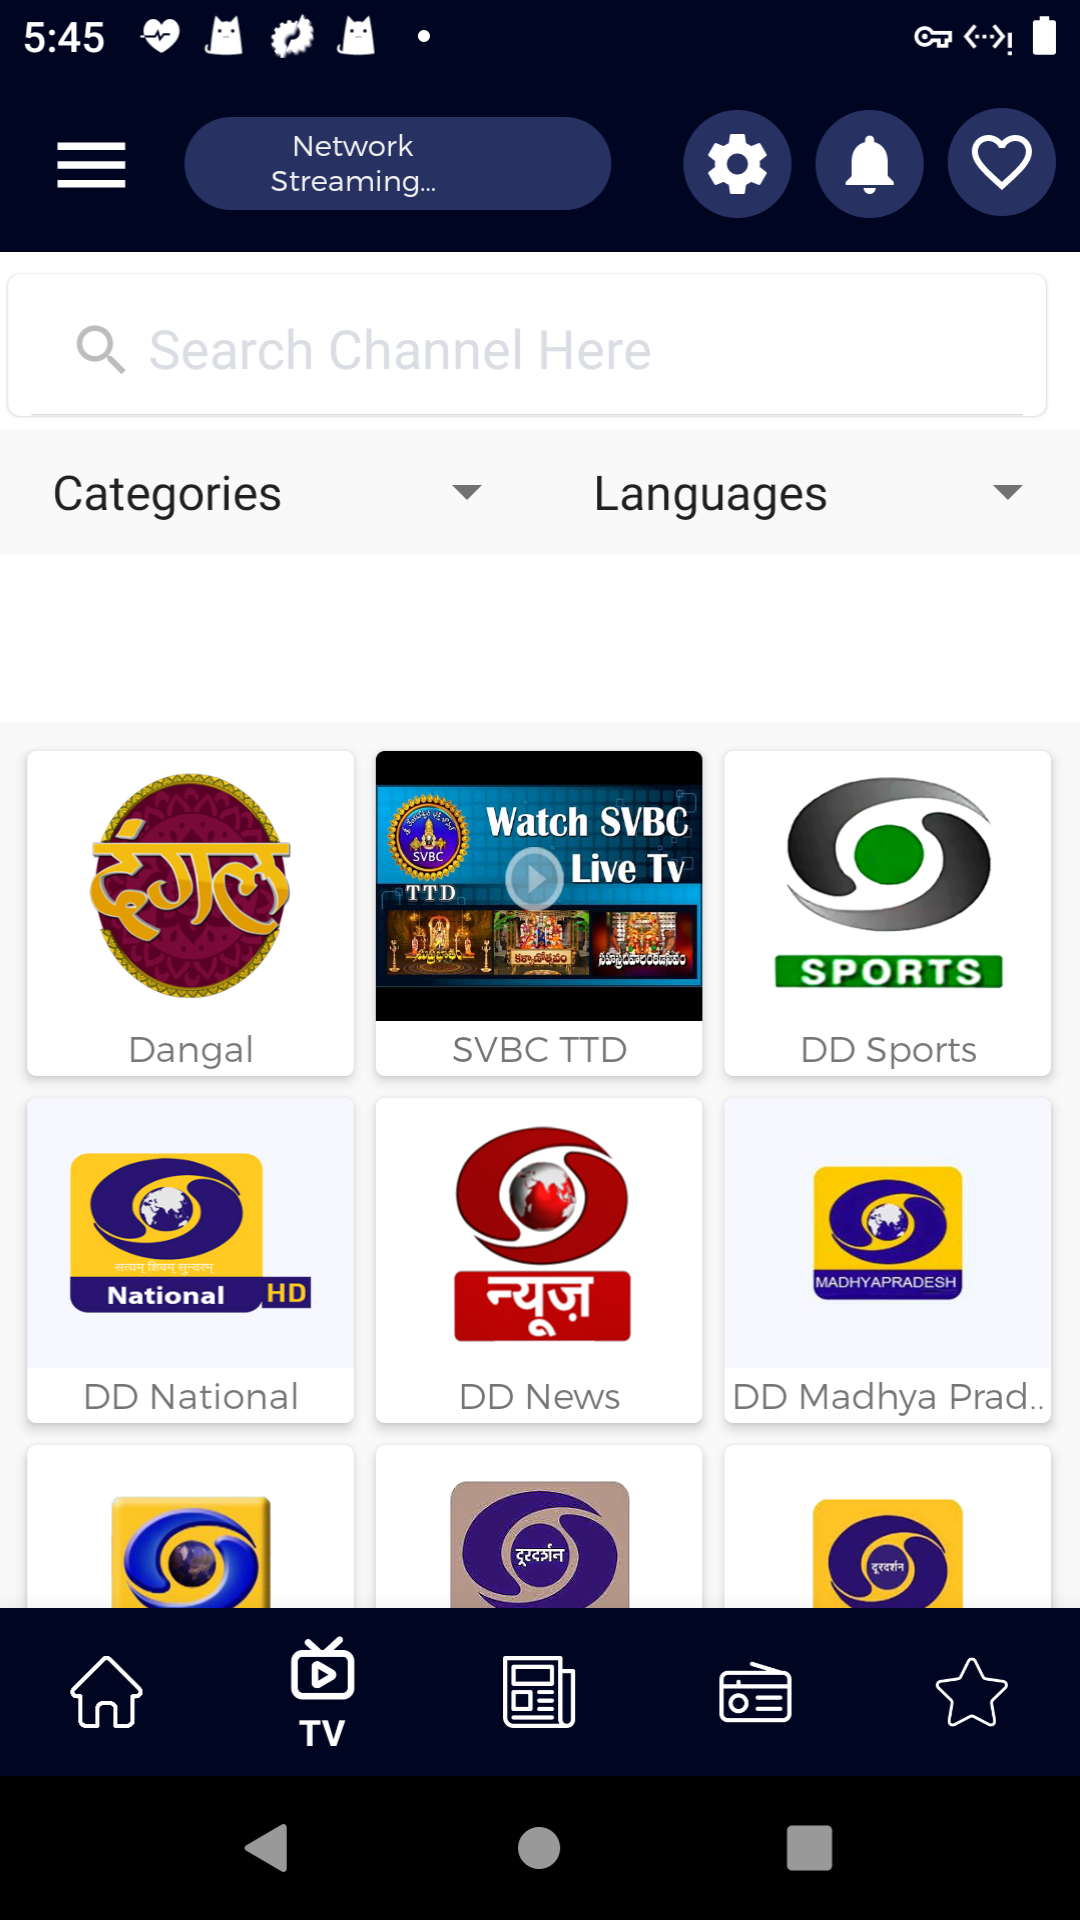 5:45
Network
Streaming...
Search Channel Here
Categories
Languages
दंगल
Watch SVBC
Live Tv
SVBC
TTD
SPORTS
Dangal
SVBC TTD
DD Sports
सत्यम् शिवम् सुन्दरम्
National HD
न्यूज़
MADHYAPRADESH
DD National
DD News
DD Madhya Prad..
दूरदर्शन
दूरदर्शन
TV